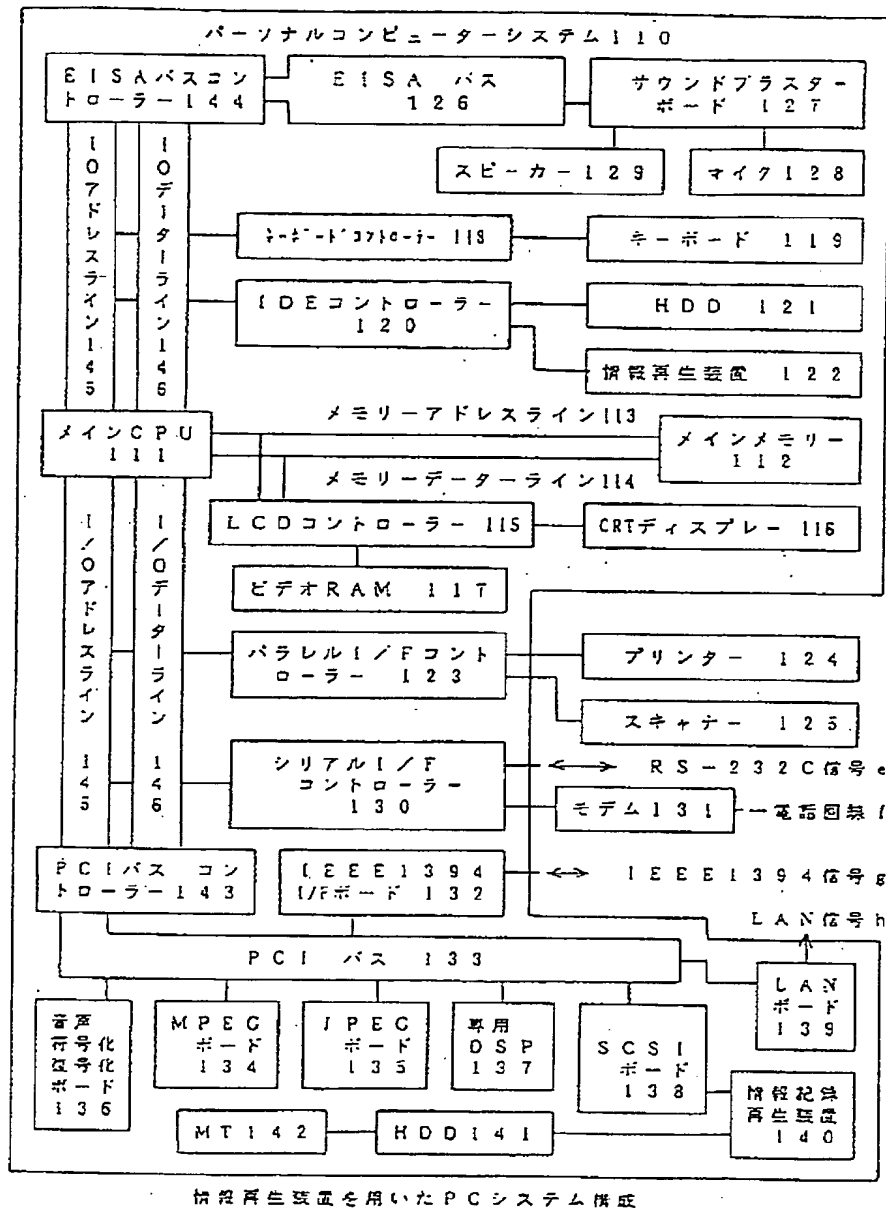 パーソナルコンピューターシステム110
EISAバスコン
トローラー144
EISA バス
126
サウンドブラスター
ボード 127
スピーカー129
マイク128
IOアドレスライン145
IOデーターライン146
キーボードコントローラー 118
キーボード 119
IDEコントローラー
120
HDD 121
情報再生装置 122
メモリーアドレスライン113
メインCPU
111
メインメモリー
112
メモリーデーターライン114
LCDコントローラー 115
CRTディスプレー 116
ビデオRAM 117
I/Oアドレスライン 145
I/Oデーターライン 146
パラレルI/Fコント
ローラー 123
プリンター 124
スキャナー 125
シリアルI/F
コントローラー
130
RS-232C信号e
モデム131
電話回線f
PCIバス コン
トローラー143
IEEE1394
I/Fボード 132
IEEE1394信号g
LAN信号h
PCI バス 133
LAN
ボード
139
音声
符号化
復号化
ボード
136
MPEG
ボード
134
JPEG
ボード
135
専用
DSP
137
SCSI
ボード
138
情報記録
再生装置
140
MT142
HDD141
情報再生装置を用いたPCシステム構成